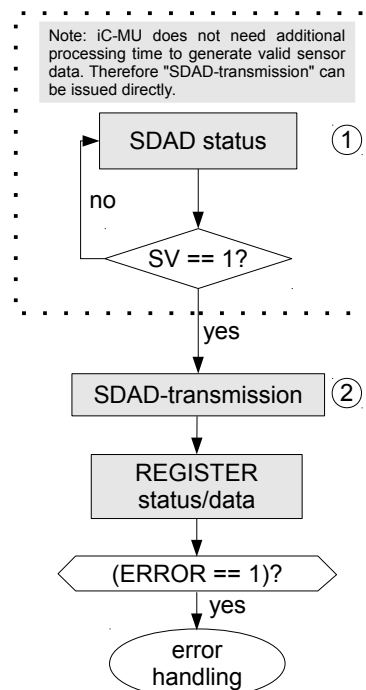 Note: iC-MU does not need additional
processing time to generate valid sensor
data. Therefore "SDAD-transmission" can
be issued directly.
SDAD status
1
no
SV == 1?
yes
SDAD-transmission
2
REGISTER
status/data
(ERROR == 1)?
yes
error
handling